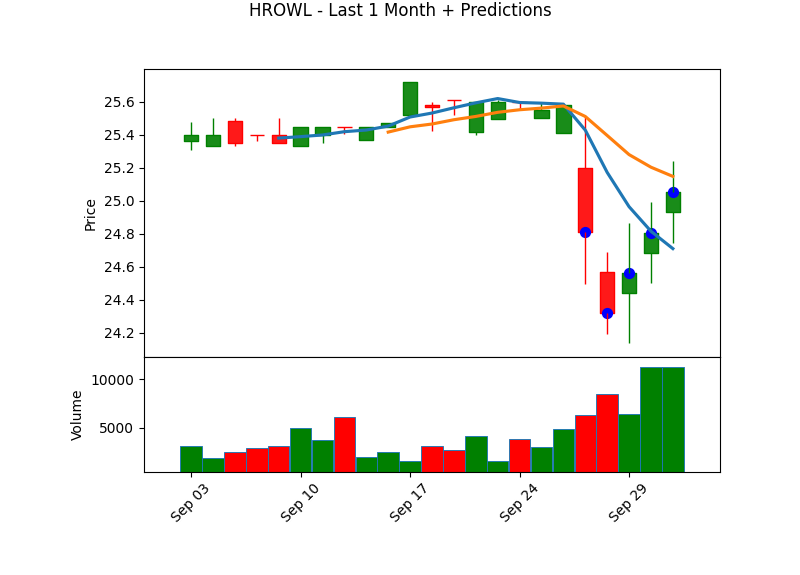 HROWL - Last 1 Month + Predictions
25.6
25.4
25.2
25.0
24.8
24.6
24.4
24.2
Price
10000
5000
Volume
Sep 03
Sep 10
Sep 17
Sep 24
Sep 29